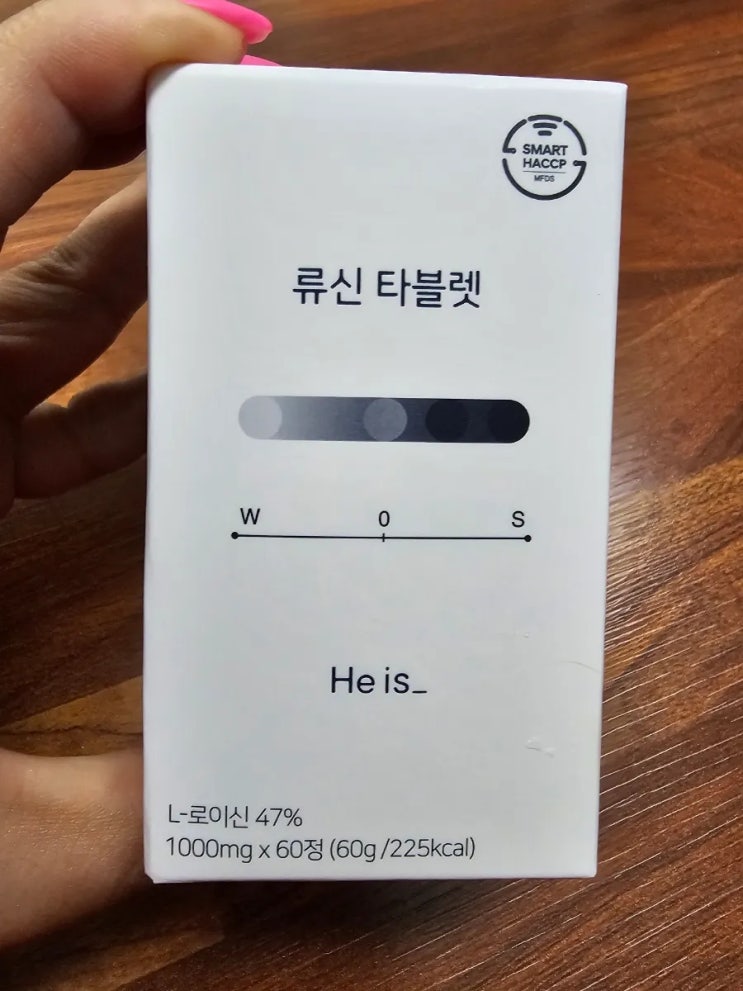 SMART
HACCP
MFDS
류신 타블렛
W 0 S
He is_
L-로이신 47%
1000mg x 60정 (60g/225kcal)